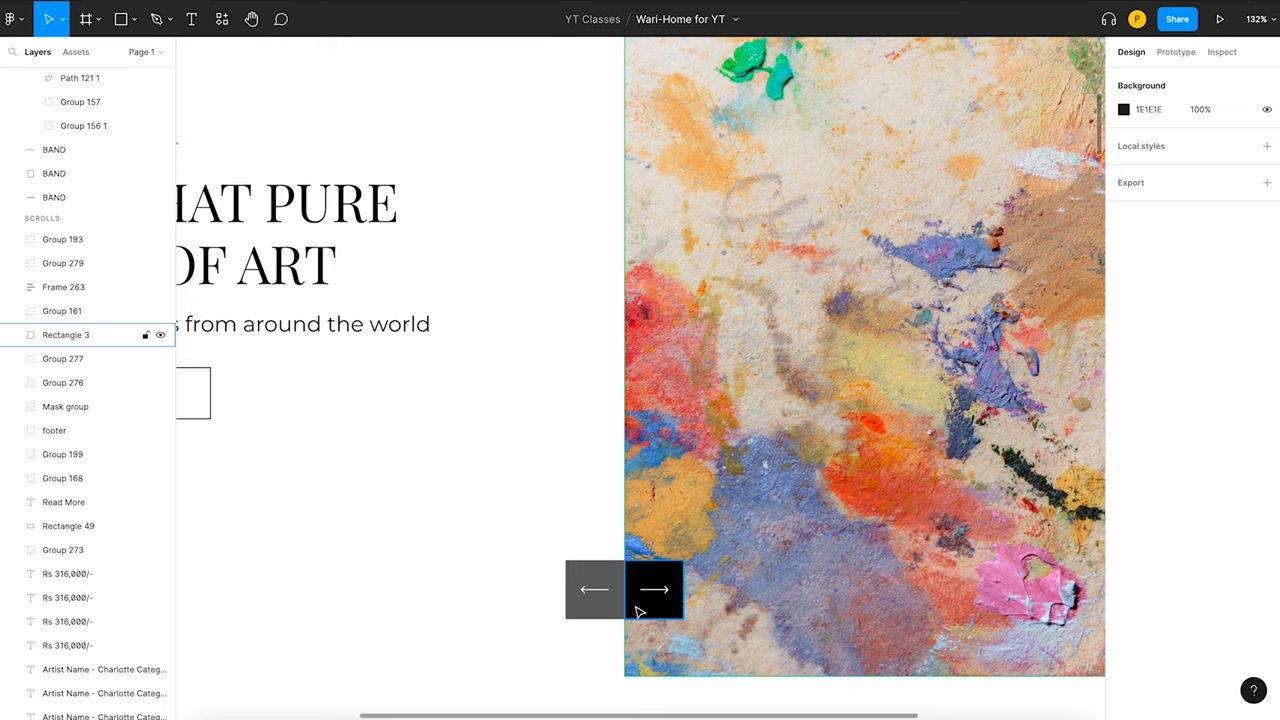 YT Classes / Wari-Home for YT
P
Share
132%
Layers
Assets
Page 1
Path 121 1
Group 157
Group 156 1
BAND
BAND
BAND
SCROLLS
Group 193
Group 279
Frame 263
Group 161
Rectangle 3
Group 277
Group 276
Mask group
footer
Group 199
Group 168
Read More
Rectangle 49
Group 273
Rs 316,000/-
Rs 316,000/-
Rs 316,000/-
Rs 316,000/-
Artist Name - Charlotte Categ...
Artist Name - Charlotte Categ...
Artist Name - Charlotte Categ...
HAT PURE
OF ART
s from around the world
Design
Prototype
Inspect
Background
1E1E1E
100%
Local styles
Export
?